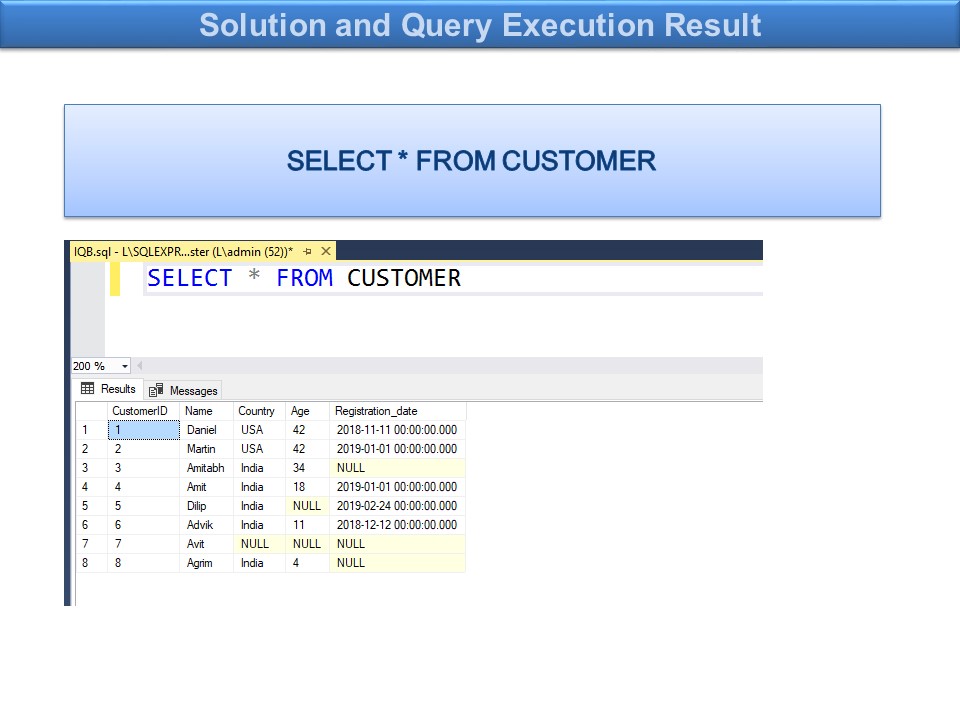 Solution and Query Execution Result
SELECT * FROM CUSTOMER
IQB.sql - L\SQLEXPR...ster (L\admin (52))*
SELECT * FROM CUSTOMER
200 %
Results Messages
CustomerID Name Country Age Registration_date
1 1 Daniel USA 42 2018-11-11 00:00:00.000
2 2 Martin USA 42 2019-01-01 00:00:00.000
3 3 Amitabh India 34 NULL
4 4 Amit India 18 2019-01-01 00:00:00.000
5 5 Dilip India NULL 2019-02-24 00:00:00.000
6 6 Advik India 11 2018-12-12 00:00:00.000
7 7 Avit NULL NULL NULL
8 8 Agrim India 4 NULL